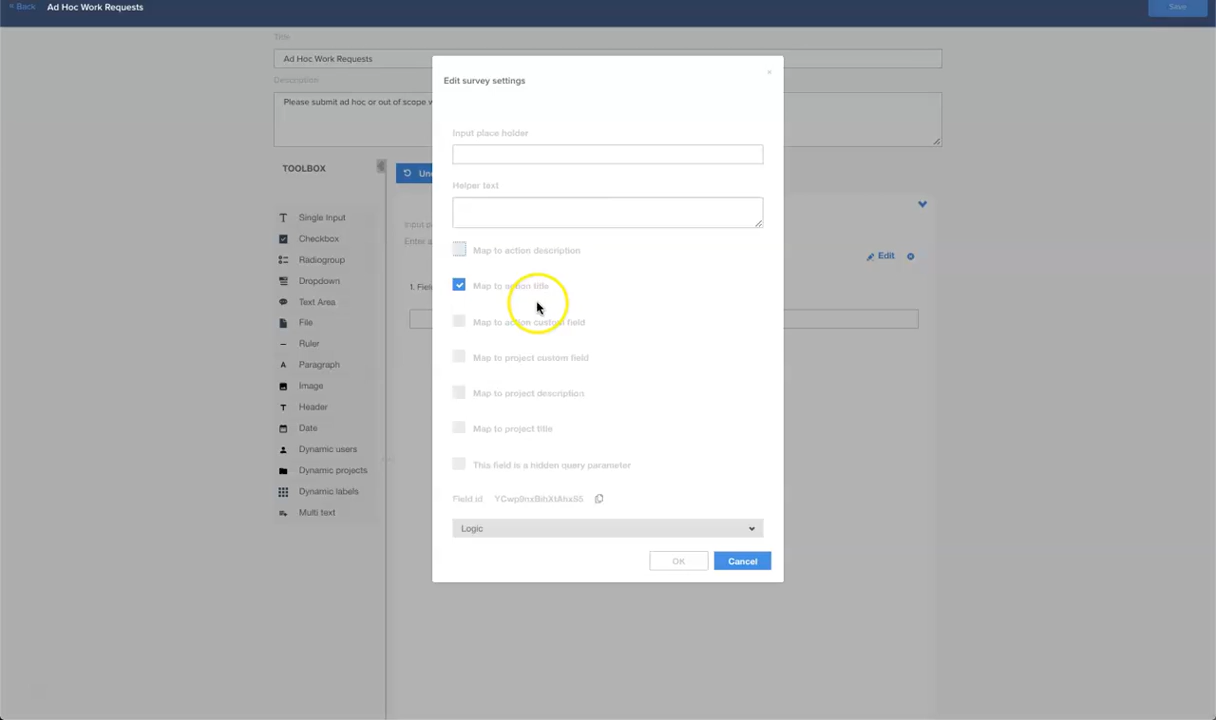 < Back Ad Hoc Work Requests Save
Title
Ad Hoc Work Requests
Description
Please submit ad hoc or out of scope w
TOOLBOX
Single Input
Checkbox
Radiogroup
Dropdown
Text Area
File
Ruler
Paragraph
Image
Header
Date
Dynamic users
Dynamic projects
Dynamic labels
Multi text
Edit
Edit survey settings
×
Input place holder
Helper text
Map to action description
Map to action title
Map to action custom field
Map to project custom field
Map to project description
Map to project title
This field is a hidden query parameter
Field id
Logic
OK Cancel